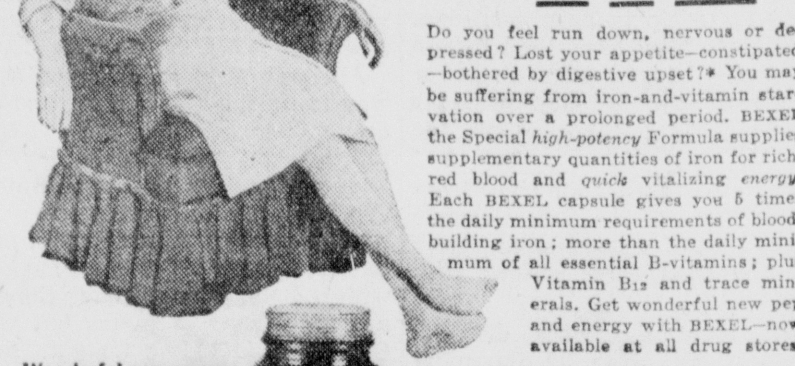 Do you feel run down, nervous or de
pressed? Lost your appetite—constipated
—bothered by digestive upset?* You may
be suffering from iron-and-vitamin star
vation over a prolonged period. BEXEL
the Special high-potency Formula supplie
supplementary quantities of iron for rich
red blood and quick vitalizing energy
Each BEXEL capsule gives you 5 time
the daily minimum requirements of blood
building iron; more than the daily mini
mum of all essential B-vitamins; plu
Vitamin B12 and trace min
erals. Get wonderful new pep
and energy with BEXEL—now
available at all drug stores